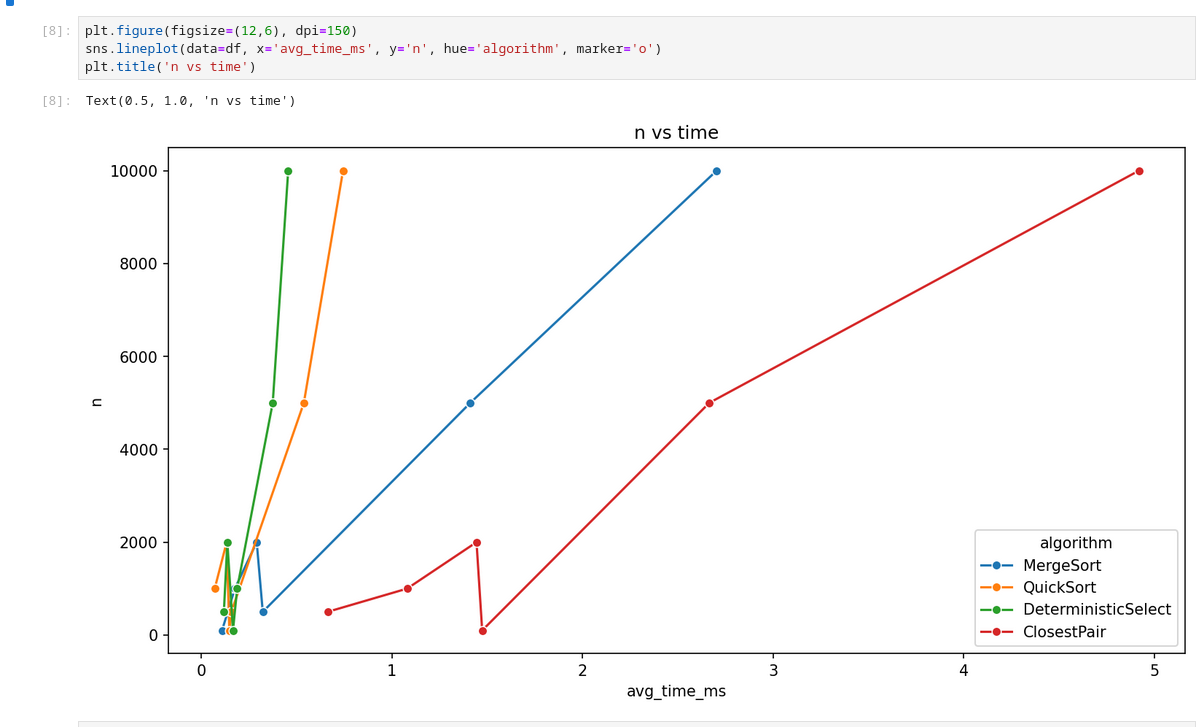 [8]: plt.figure(figsize=(12,6), dpi=150)
sns.lineplot(data=df, x='avg_time_ms', y='n', hue='algorithm', marker='o')
plt.title('n vs time')
[8]: Text(0.5, 1.0, 'n vs time')
n vs time
10000
8000
6000
n
4000
2000
0
algorithm
MergeSort
QuickSort
DeterministicSelect
ClosestPair
0 1 2 3 4 5
avg_time_ms